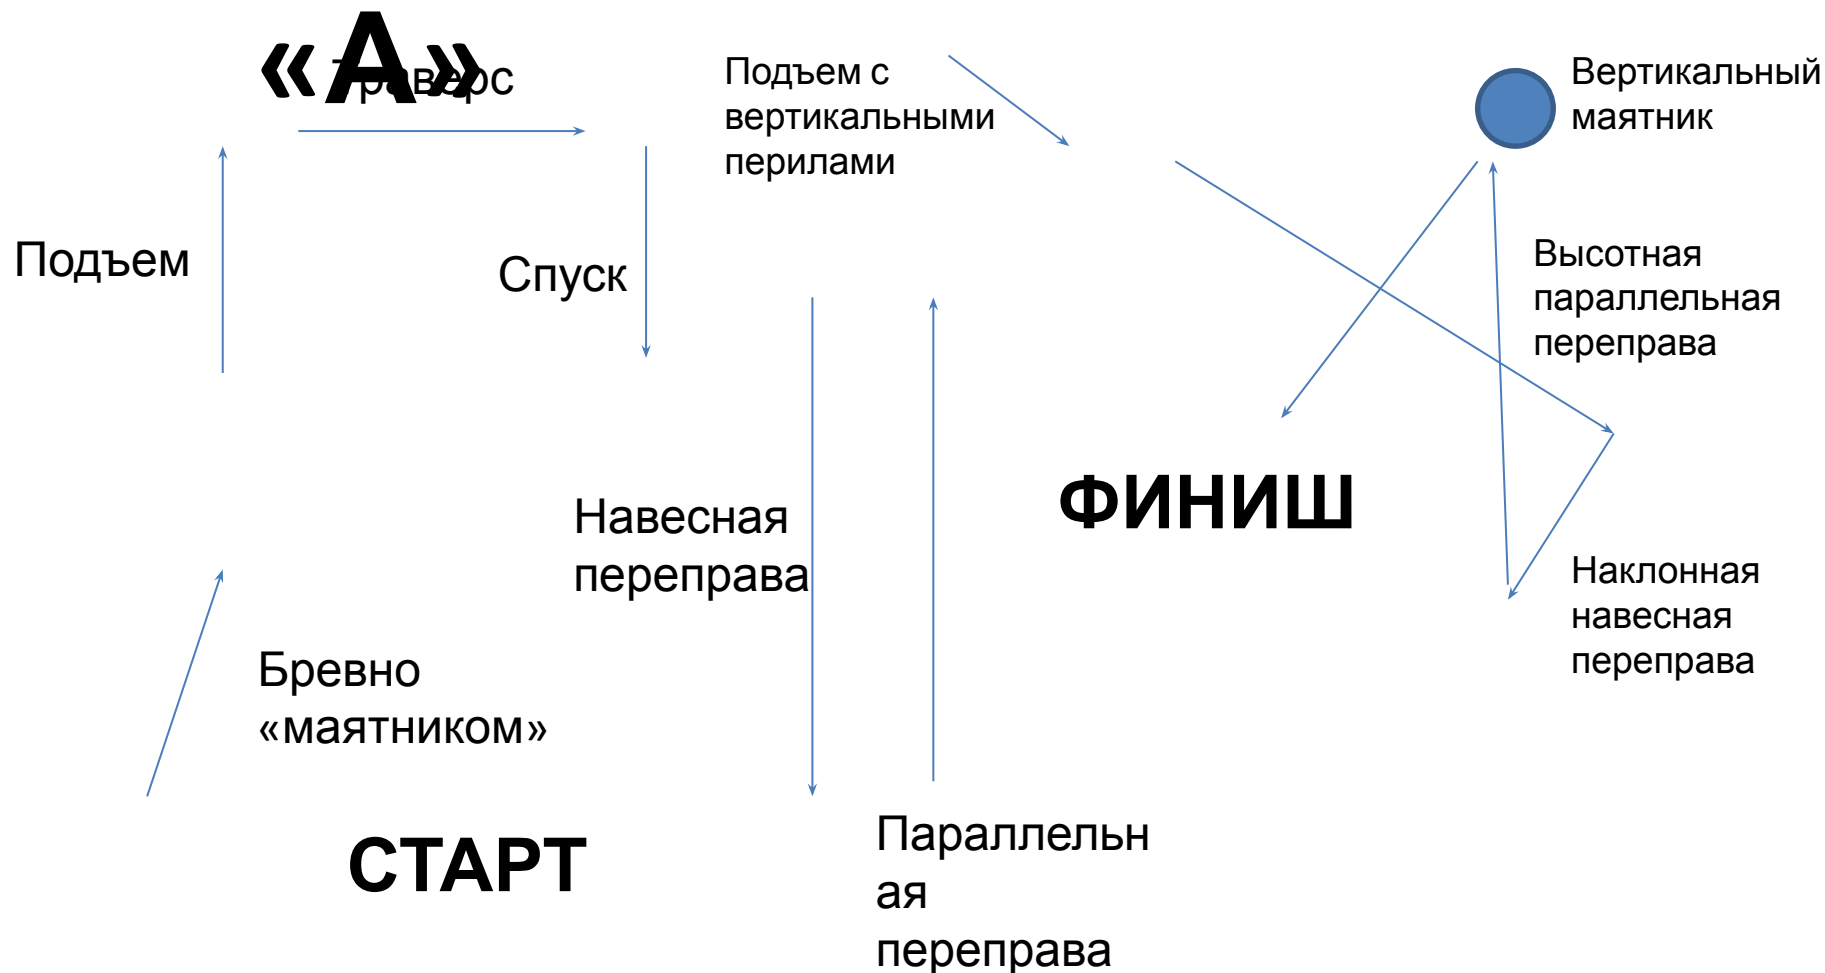 «А»
Траверс
Подъем с
вертикальными
перилами
Вертикальный
маятник
Подъем
Спуск
Высотная
параллельная
переправа
Навесная
переправа
ФИНИШ
Наклонная
навесная
переправа
Бревно
«маятником»
СТАРТ
Параллельн
ая
переправа